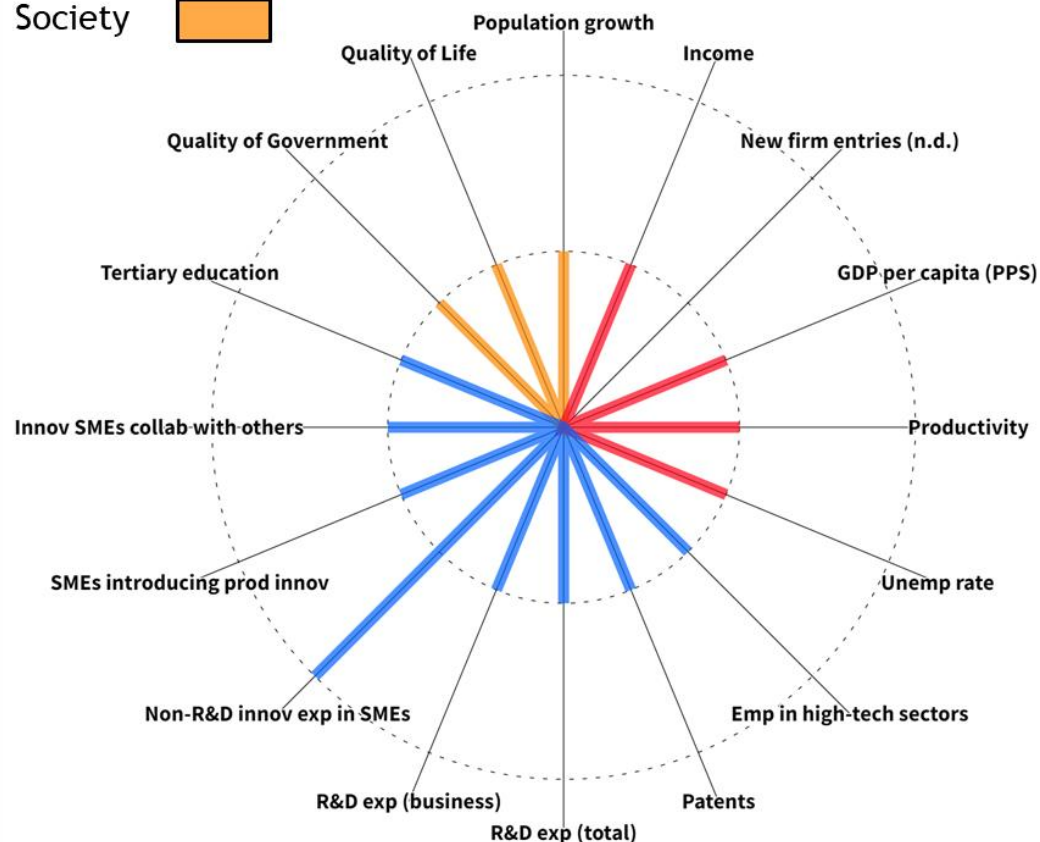 Society
Population growth
Quality of Life
Income
Quality of Government
New firm entries (n.d.)
Tertiary education
GDP per capita (PPS)
Innov SMEs collab with others
Productivity
SMEs introducing prod innov
Unemp rate
Non-R&D innov exp in SMEs
Emp in high-tech sectors
R&D exp (business)
Patents
R&D exp (total)